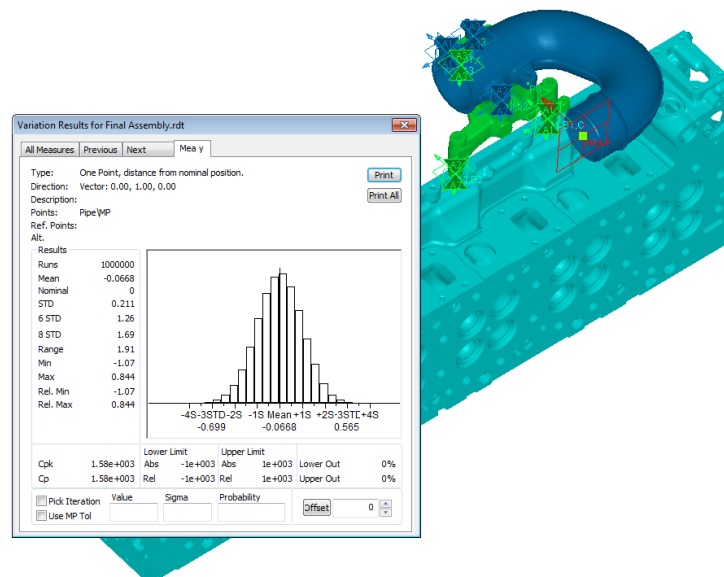 Variation Results for Final Assembly.rdt
All Measures Previous Next Mea y
Type: One Point, distance from nominal position.
Print
Direction: Vector: 0.00, 1.00, 0.00
Print All
Description:
Points: Pipe\MP
Ref. Points:
Alt.
Results
Runs 1000000
Mean -0.0668
Nominal 0
STD 0.211
6 STD 1.26
8 STD 1.69
Range 1.91
Min -1.07
Max 0.844
Rel. Min -1.07
Rel. Max 0.844
-4S -3STD -2S -1S Mean +1S +2S +3STD +4S
-0.699 -0.0668 0.565
Lower Limit Upper Limit
Cpk 1.58e+003 Abs -1e+003 Abs 1e+003 Lower Out 0%
Cp 1.58e+003 Rel -1e+003 Rel 1e+003 Upper Out 0%
Pick Iteration Value Sigma Probability
Use MP Tol
Offset 0